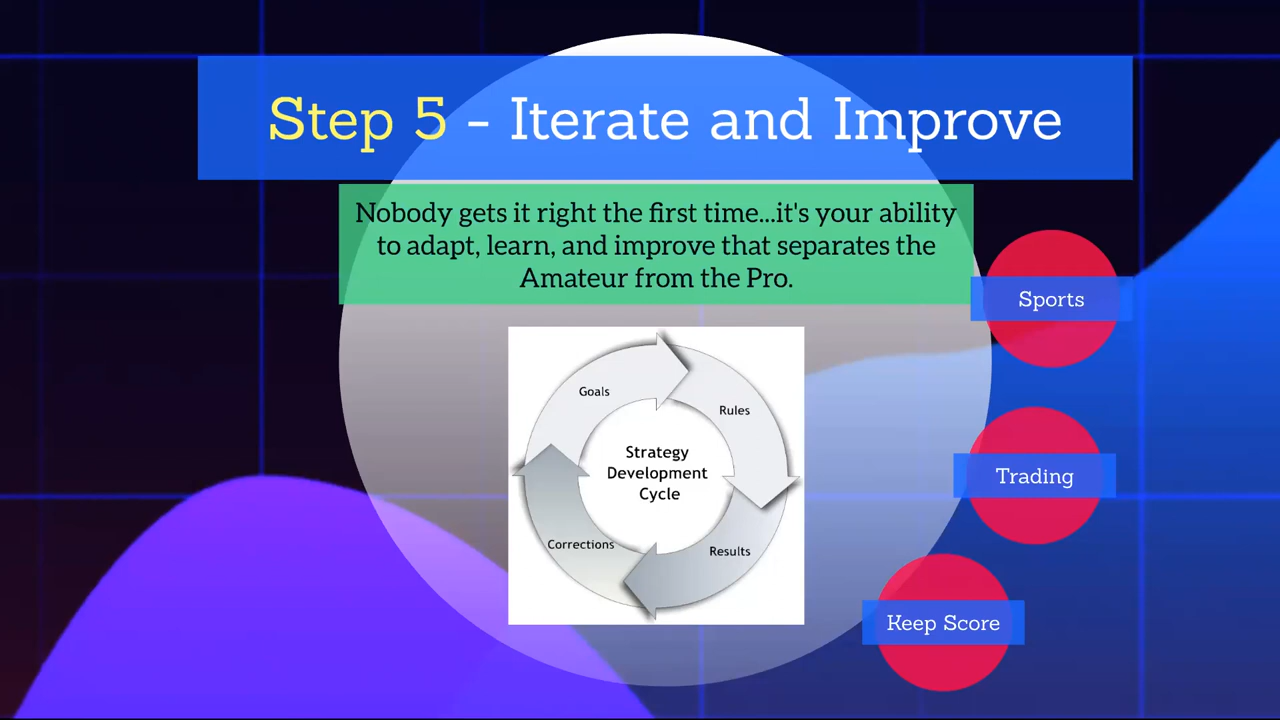 Step 5 - Iterate and Improve
Nobody gets it right the first time...it's your ability
to adapt, learn, and improve that separates the
Amateur from the Pro.
Goals
Rules
Strategy
Development
Cycle
Corrections
Results
Sports
Trading
Keep Score